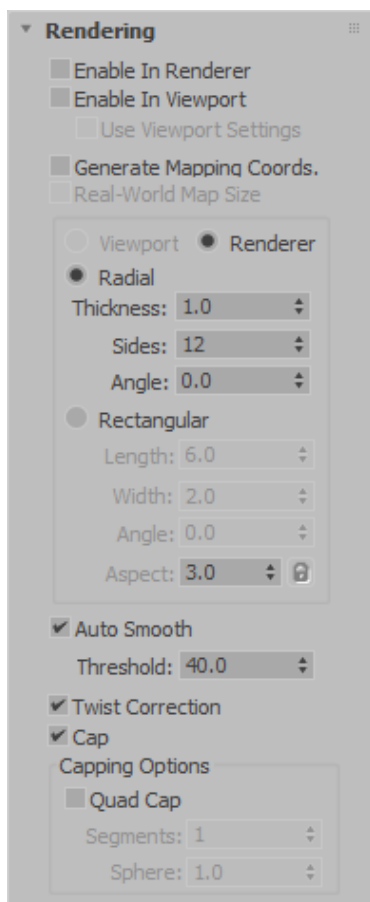 Rendering
Enable In Renderer
Enable In Viewport
Use Viewport Settings
Generate Mapping Coords.
Real-World Map Size
Viewport Renderer
Radial
Thickness: 1.0
Sides: 12
Angle: 0.0
Rectangular
Length: 6.0
Width: 2.0
Angle: 0.0
Aspect: 3.0
Auto Smooth
Threshold: 40.0
Twist Correction
Cap
Capping Options
Quad Cap
Segments: 1
Sphere: 1.0